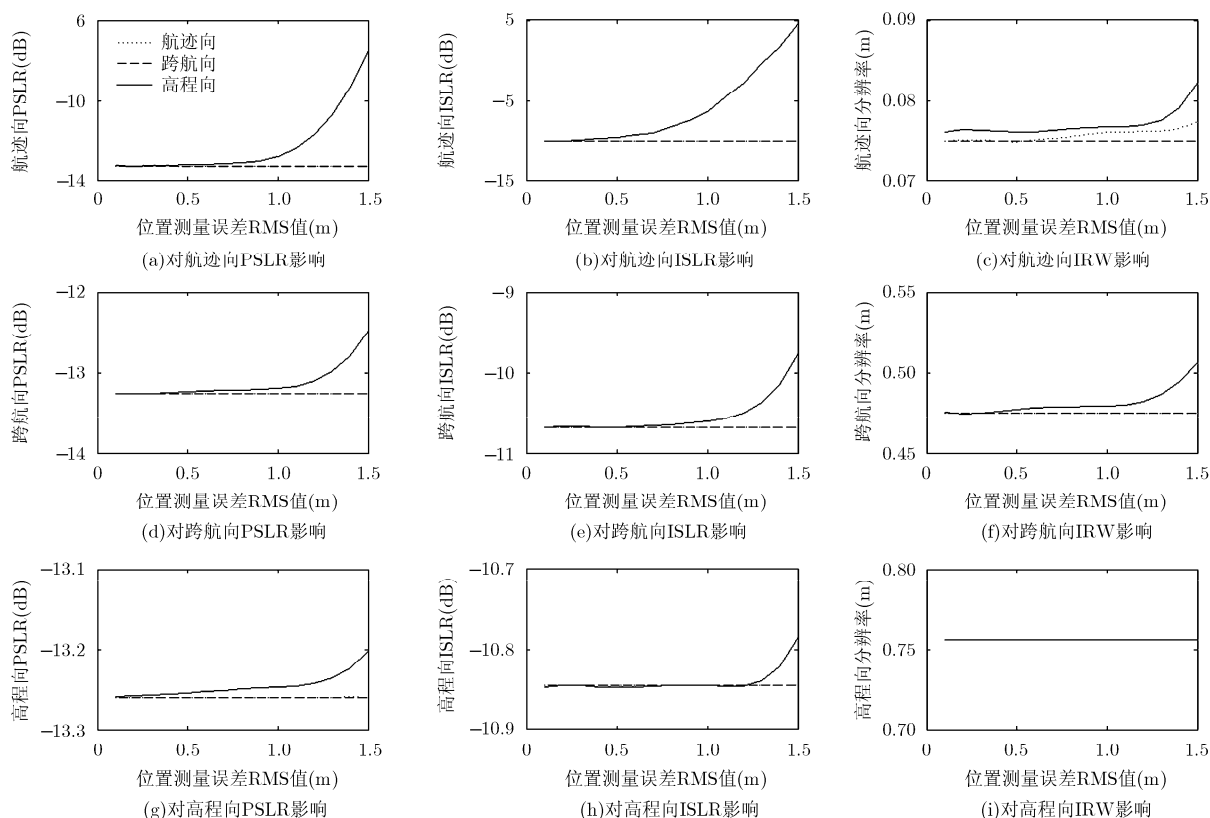 航迹向PSLR(dB)
6
−10
−14
航迹向
跨航向
高程向
0
0.5
1.0
1.5
位置测量误差RMS值(m)
(a)对航迹向PSLR影响
航迹向ISLR(dB)
5
−5
−15
0
0.5
1.0
1.5
位置测量误差RMS值(m)
(b)对航迹向ISLR影响
航迹向分辨率(m)
0.09
0.08
0.07
0
0.5
1.0
1.5
位置测量误差RMS值(m)
(c)对航迹向IRW影响
跨航向PSLR(dB)
−12
−13
−14
0
0.5
1.0
1.5
位置测量误差RMS值(m)
(d)对跨航向PSLR影响
跨航向ISLR(dB)
−9
−10
−11
0
0.5
1.0
1.5
位置测量误差RMS值(m)
(e)对跨航向ISLR影响
跨航向分辨率(m)
0.55
0.50
0.45
0
0.5
1.0
1.5
位置测量误差RMS值(m)
(f)对跨航向IRW影响
高程向PSLR(dB)
−13.1
−13.2
−13.3
0
0.5
1.0
1.5
位置测量误差RMS值(m)
(g)对高程向PSLR影响
高程向ISLR(dB)
−10.7
−10.8
−10.9
0
0.5
1.0
1.5
位置测量误差RMS值(m)
(h)对高程向ISLR影响
高程向分辨率(m)
0.80
0.75
0.70
0
0.5
1.0
1.5
位置测量误差RMS值(m)
(i)对高程向IRW影响